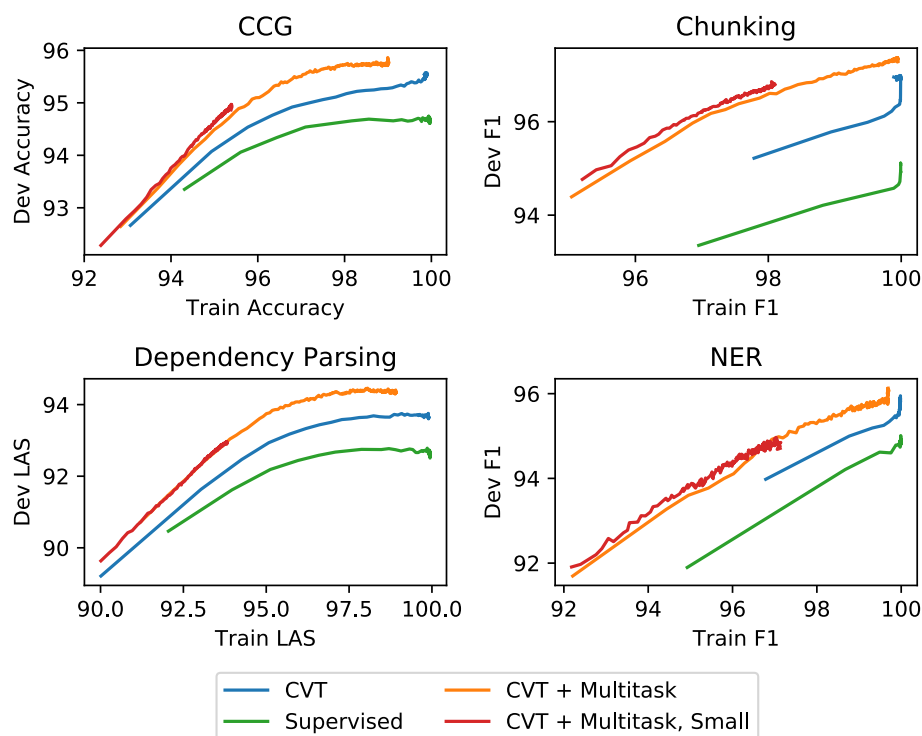 CCG
Dev Accuracy
96
95
94
93
92 94 96 98 100
Train Accuracy
Chunking
Dev F1
96
94
96 98 100
Train F1
Dependency Parsing
Dev LAS
94
92
90
90.0 92.5 95.0 97.5 100.0
Train LAS
NER
Dev F1
96
94
92
92 94 96 98 100
Train F1
CVT
CVT + Multitask
Supervised
CVT + Multitask, Small